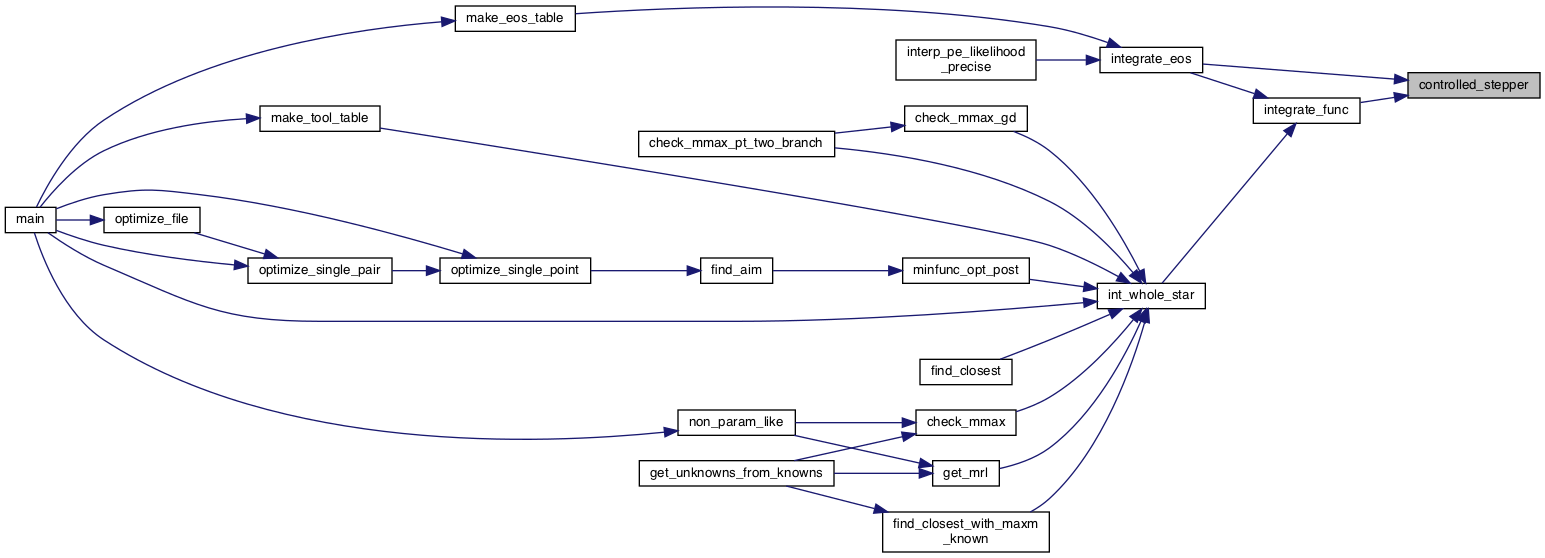 make_eos_table
interp_pe_likelihood
_precise
integrate_eos
controlled_stepper
integrate_func
make_tool_table
check_mmax_gd
check_mmax_pt_two_branch
main
optimize_file
optimize_single_pair
optimize_single_point
find_aim
minfunc_opt_post
int_whole_star
find_closest
non_param_like
check_mmax
get_unknowns_from_knowns
get_mrl
find_closest_with_maxm
_known